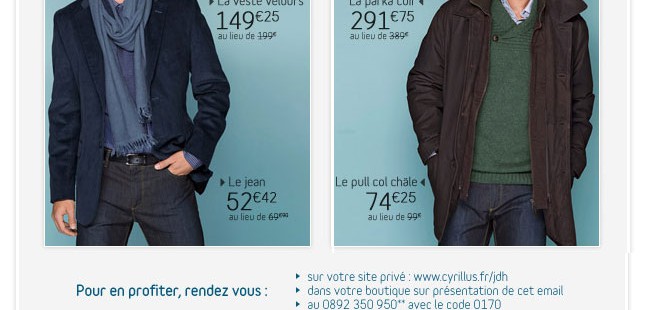 La veste velours
149€25
au lieu de 199€
La parka cuir
291€75
au lieu de 389€
Le jean
52€42
au lieu de 69€90
Le pull col châle
74€25
au lieu de 99€
Pour en profiter, rendez vous :
sur votre site privé : www.cyrillus.fr/jdh
dans votre boutique sur présentation de cet email
au 0892 350 950** avec le code 0170